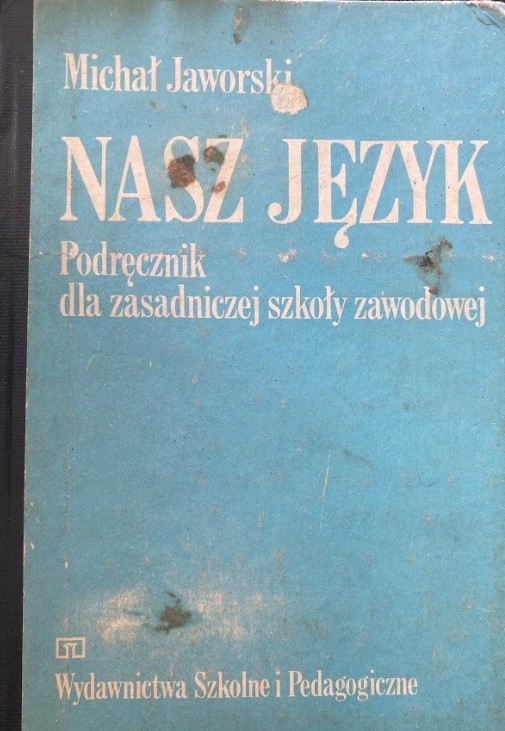 Michał Jaworski
NASZ JĘZYK
Podręcznik
dla zasadniczej szkoły zawodowej
Wydawnictwa Szkolne i Pedagogiczne